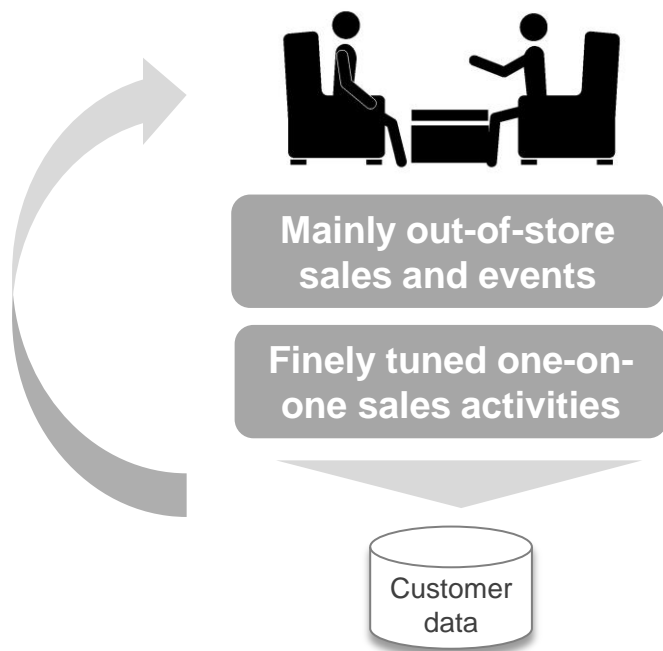 Mainly out-of-store
sales and events
Finely tuned one-on-
one sales activities
Customer
data